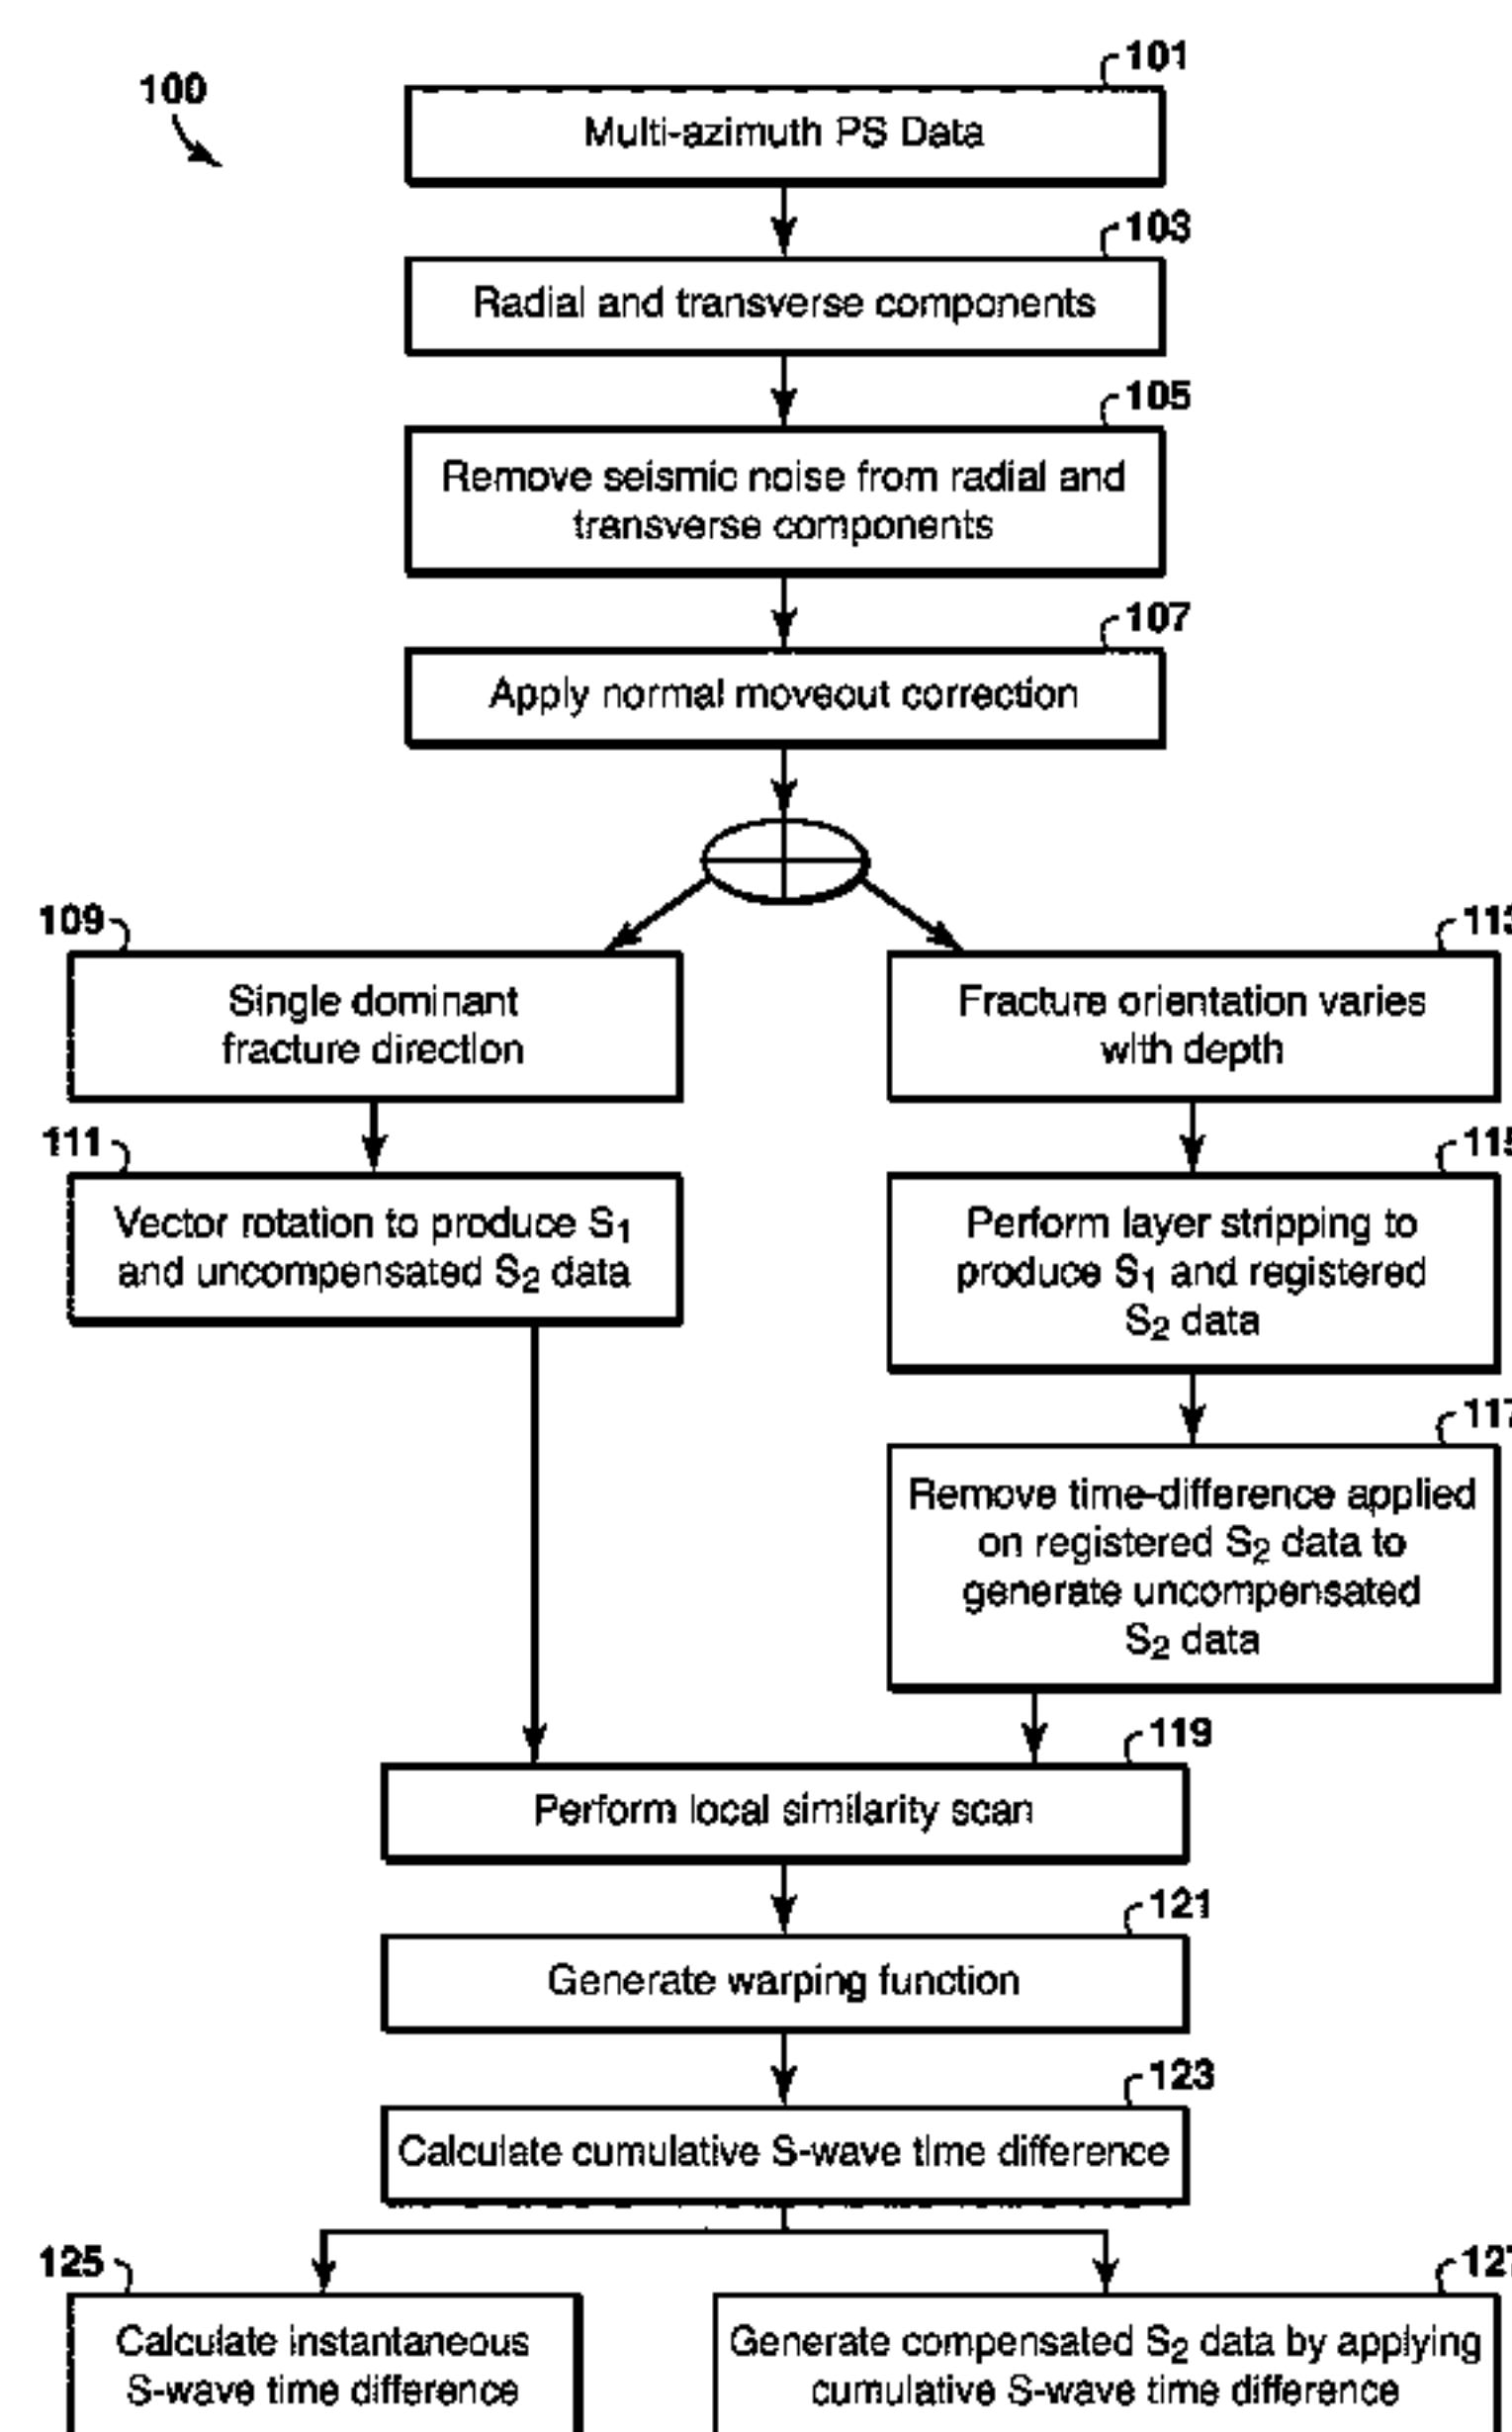 100
101
Multi-azimuth PS Data
103
Radial and transverse components
105
Remove seismic noise from radial and
transverse components
107
Apply normal moveout correction
109
Single dominant
fracture direction
113
Fracture orientation varies
with depth
111
Vector rotation to produce S1
and uncompensated S2 data
115
Perform layer stripping to
produce S1 and registered
S2 data
117
Remove time-difference applied
on registered S2 data to
generate uncompensated
S2 data
119
Perform local similarity scan
121
Generate warping function
123
Calculate cumulative S-wave time difference
125
Calculate instantaneous
S-wave time difference
127
Generate compensated S2 data by applying
cumulative S-wave time difference